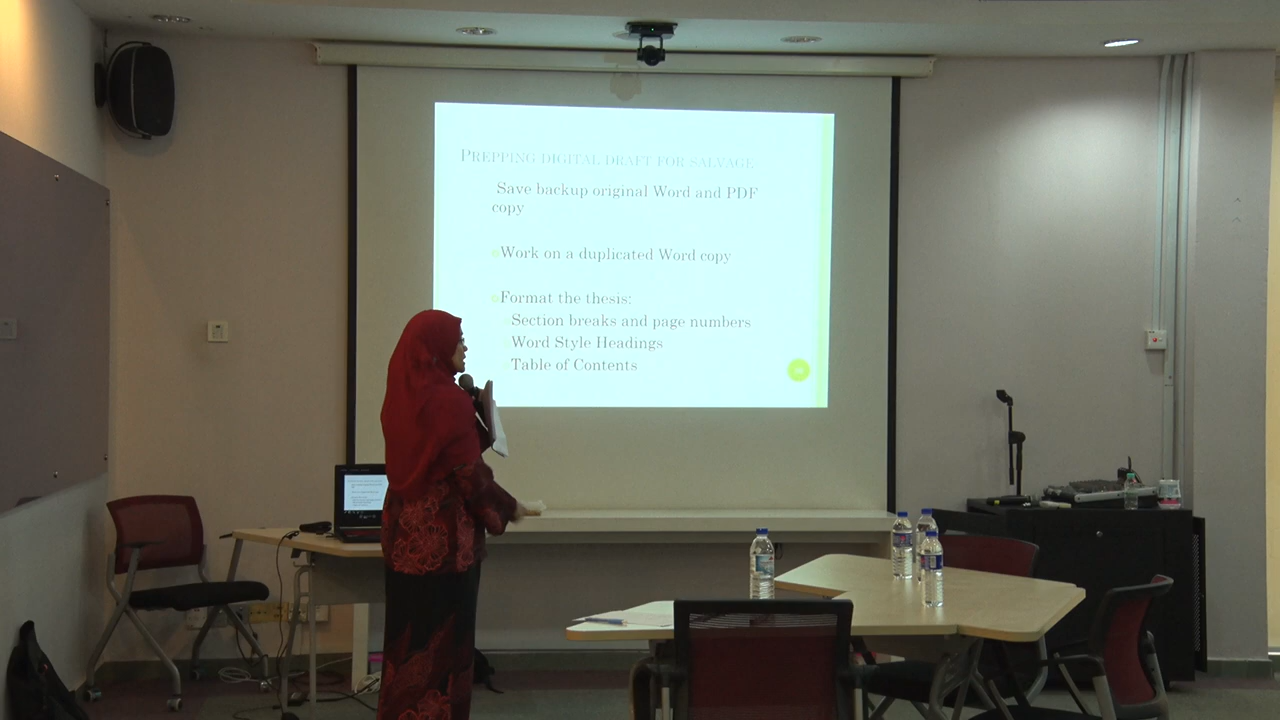 PREPPING DIGITAL DRAFT FOR SALVAGE
Save backup original Word and PDF
copy
Work on a duplicated Word copy
Format the thesis:
Section breaks and page numbers
Word Style Headings
Table of Contents